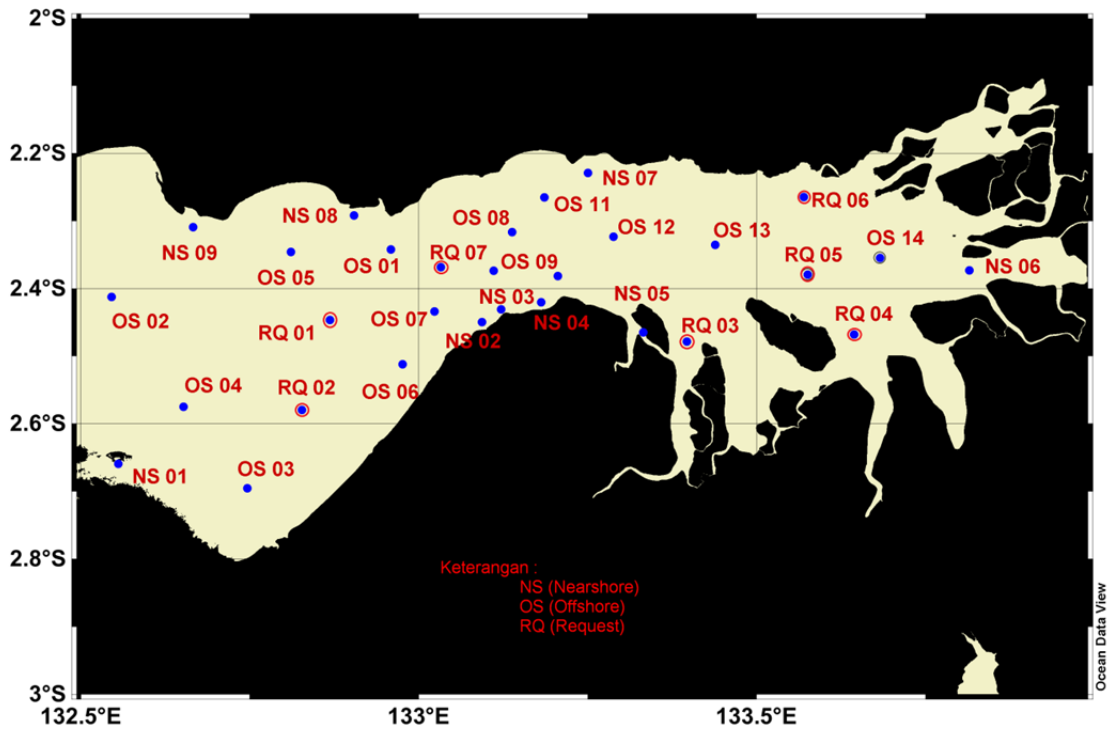 2°S
2.2°S
2.4°S
2.6°S
2.8°S
3°S
132.5°E
133°E
133.5°E
NS 07
RQ 06
OS 11
NS 08
OS 08
OS 12
OS 13
NS 09
OS 14
OS 05
OS 01
RQ 07
OS 09
RQ 05
NS 06
NS 03
NS 05
OS 02
RQ 01
OS 07
NS 02
NS 04
RQ 03
RQ 04
OS 04
RQ 02
OS 06
NS 01
OS 03
Keterangan :
NS (Nearshore)
OS (Offshore)
RQ (Request)
Ocean Data View